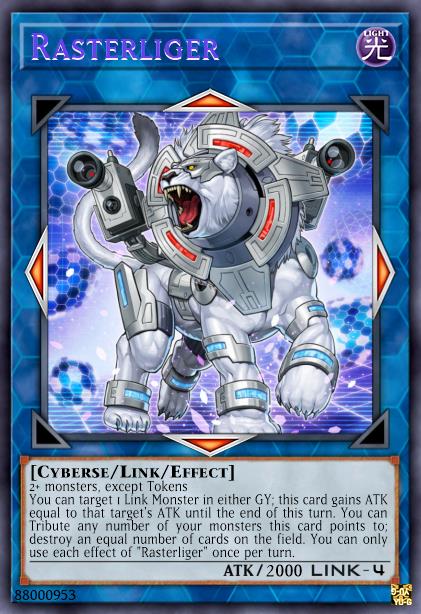 Rasterliger
LIGHT
光
[Cyberse/Link/Effect]
2+ monsters, except Tokens
You can target 1 Link Monster in either GY; this card gains ATK
equal to that target's ATK until the end of this turn. You can
Tribute any number of your monsters this card points to;
destroy an equal number of cards on the field. You can only
use each effect of "Rasterliger" once per turn.
ATK/2000 LINK-4
88000953